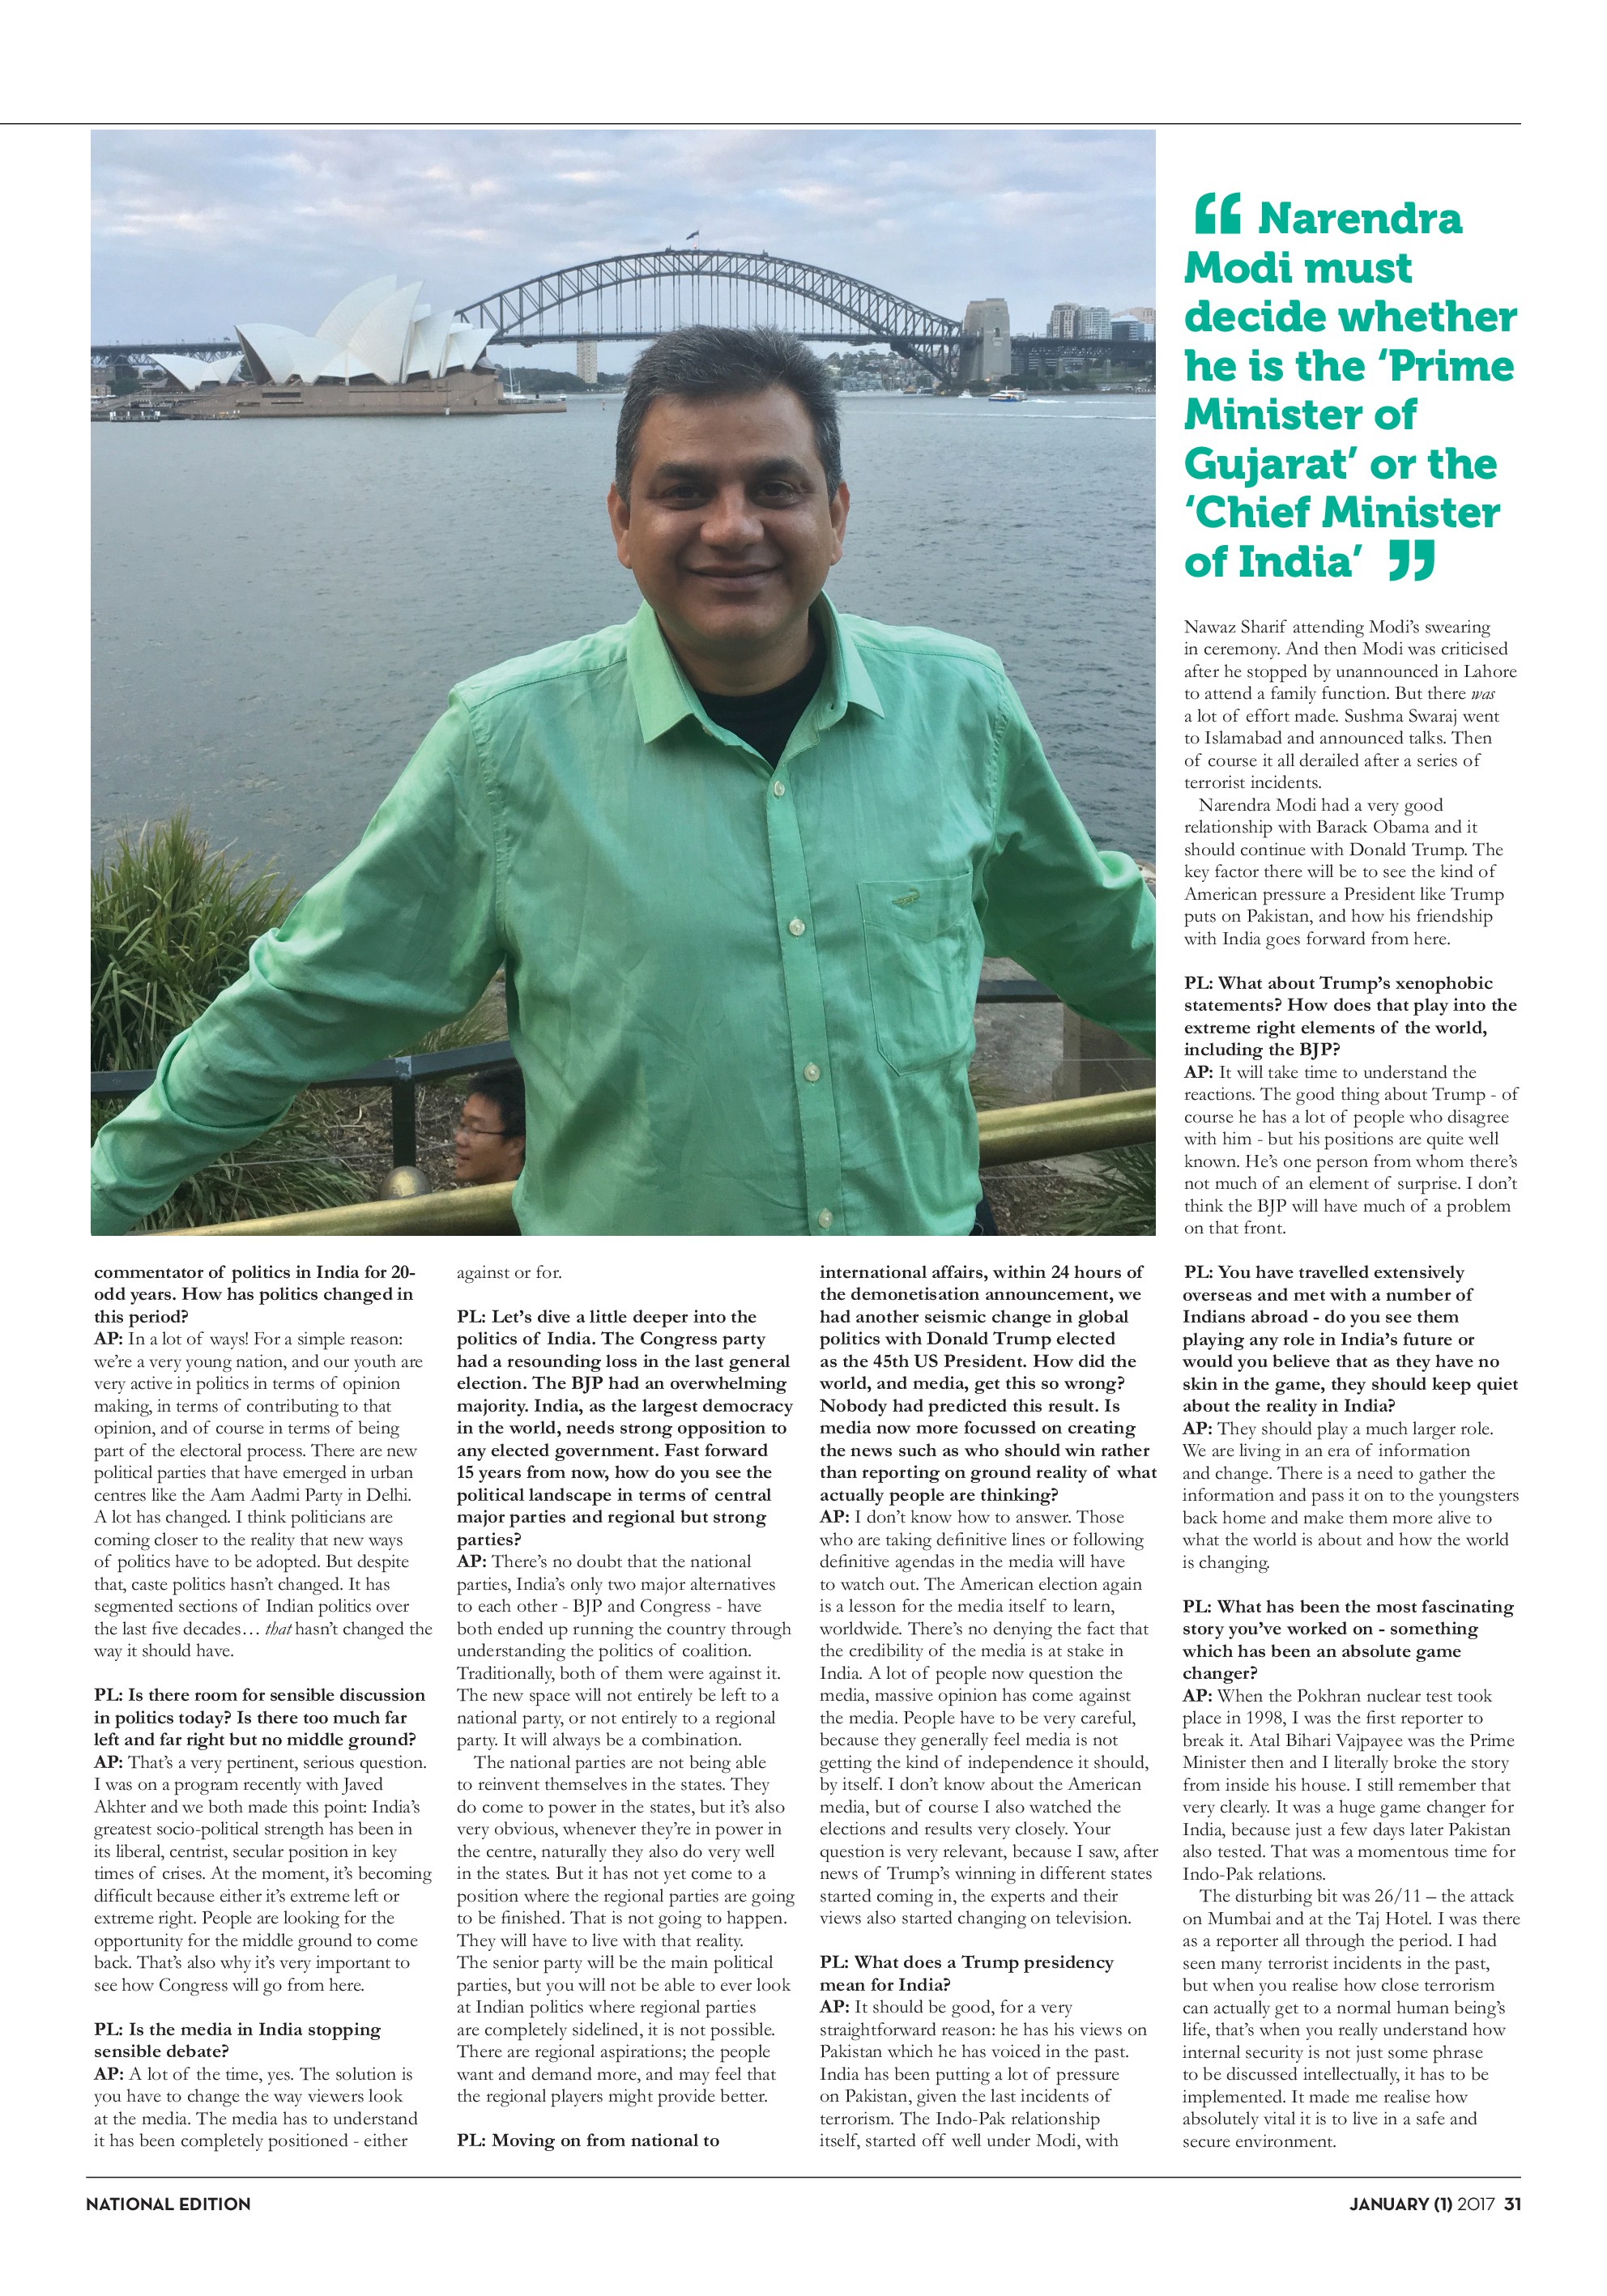 “ Narendra
Modi must
decide whether
he is the ‘Prime
Minister of
Gujarat’ or the
‘Chief Minister
of India’ ”
commentator of politics in India for 20-
odd years. How has politics changed in
this period?
AP: In a lot of ways! For a simple reason:
we’re a very young nation, and our youth are
very active in politics in terms of opinion
making, in terms of contributing to that
opinion, and of course in terms of being
part of the electoral process. There are new
political parties that have emerged in urban
centres like the Aam Aadmi Party in Delhi.
A lot has changed. I think politicians are
coming closer to the reality that new ways
of politics have to be adopted. But despite
that, caste politics hasn’t changed. It has
segmented sections of Indian politics over
the last five decades… that hasn’t changed the
way it should have.
PL: Is there room for sensible discussion
in politics today? Is there too much far
left and far right but no middle ground?
AP: That’s a very pertinent, serious question.
I was on a program recently with Javed
Akhter and we both made this point: India’s
greatest socio-political strength has been in
its liberal, centrist, secular position in key
times of crises. At the moment, it’s becoming
difficult because either it’s extreme left or
extreme right. People are looking for the
opportunity for the middle ground to come
back. That’s also why it’s very important to
see how Congress will go from here.
PL: Is the media in India stopping
sensible debate?
AP: A lot of the time, yes. The solution is
you have to change the way viewers look
at the media. The media has to understand
it has been completely positioned - either
against or for.
PL: Let’s dive a little deeper into the
politics of India. The Congress party
had a resounding loss in the last general
election. The BJP had an overwhelming
majority. India, as the largest democracy
in the world, needs strong opposition to
any elected government. Fast forward
15 years from now, how do you see the
political landscape in terms of central
major parties and regional but strong
parties?
AP: There’s no doubt that the national
parties, India’s only two major alternatives
to each other - BJP and Congress - have
both ended up running the country through
understanding the politics of coalition.
Traditionally, both of them were against it.
The new space will not entirely be left to a
national party, or not entirely to a regional
party. It will always be a combination.
The national parties are not being able
to reinvent themselves in the states. They
do come to power in the states, but it’s also
very obvious, whenever they’re in power in
the centre, naturally they also do very well
in the states. But it has not yet come to a
position where the regional parties are going
to be finished. That is not going to happen.
They will have to live with that reality.
The senior party will be the main political
parties, but you will not be able to ever look
at Indian politics where regional parties
are completely sidelined, it is not possible.
There are regional aspirations; the people
want and demand more, and may feel that
the regional players might provide better.
PL: Moving on from national to
international affairs, within 24 hours of
the demonetisation announcement, we
had another seismic change in global
politics with Donald Trump elected
as the 45th US President. How did the
world, and media, get this so wrong?
Nobody had predicted this result. Is
media now more focussed on creating
the news such as who should win rather
than reporting on ground reality of what
actually people are thinking?
AP: I don’t know how to answer. Those
who are taking definitive lines or following
definitive agendas in the media will have
to watch out. The American election again
is a lesson for the media itself to learn,
worldwide. There’s no denying the fact that
the credibility of the media is at stake in
India. A lot of people now question the
media, massive opinion has come against
the media. People have to be very careful,
because they generally feel media is not
getting the kind of independence it should,
by itself. I don’t know about the American
media, but of course I also watched the
elections and results very closely. Your
question is very relevant, because I saw, after
news of Trump’s winning in different states
started coming in, the experts and their
views also started changing on television.
PL: What does a Trump presidency
mean for India?
AP: It should be good, for a very
straightforward reason: he has his views on
Pakistan which he has voiced in the past.
India has been putting a lot of pressure
on Pakistan, given the last incidents of
terrorism. The Indo-Pak relationship
itself, started off well under Modi, with
Nawaz Sharif attending Modi’s swearing
in ceremony. And then Modi was criticised
after he stopped by unannounced in Lahore
to attend a family function. But there was
a lot of effort made. Sushma Swaraj went
to Islamabad and announced talks. Then
of course it all derailed after a series of
terrorist incidents.
Narendra Modi had a very good
relationship with Barack Obama and it
should continue with Donald Trump. The
key factor there will be to see the kind of
American pressure a President like Trump
puts on Pakistan, and how his friendship
with India goes forward from here.
PL: What about Trump’s xenophobic
statements? How does that play into the
extreme right elements of the world,
including the BJP?
AP: It will take time to understand the
reactions. The good thing about Trump - of
course he has a lot of people who disagree
with him - but his positions are quite well
known. He’s one person from whom there’s
not much of an element of surprise. I don’t
think the BJP will have much of a problem
on that front.
PL: You have travelled extensively
overseas and met with a number of
Indians abroad - do you see them
playing any role in India’s future or
would you believe that as they have no
skin in the game, they should keep quiet
about the reality in India?
AP: They should play a much larger role.
We are living in an era of information
and change. There is a need to gather the
information and pass it on to the youngsters
back home and make them more alive to
what the world is about and how the world
is changing.
PL: What has been the most fascinating
story you’ve worked on - something
which has been an absolute game
changer?
AP: When the Pokhran nuclear test took
place in 1998, I was the first reporter to
break it. Atal Bihari Vajpayee was the Prime
Minister then and I literally broke the story
from inside his house. I still remember that
very clearly. It was a huge game changer for
India, because just a few days later Pakistan
also tested. That was a momentous time for
Indo-Pak relations.
The disturbing bit was 26/11 – the attack
on Mumbai and at the Taj Hotel. I was there
as a reporter all through the period. I had
seen many terrorist incidents in the past,
but when you realise how close terrorism
can actually get to a normal human being’s
life, that’s when you really understand how
internal security is not just some phrase
to be discussed intellectually, it has to be
implemented. It made me realise how
absolutely vital it is to live in a safe and
secure environment.
NATIONAL EDITION
JANUARY (1) 2017 31